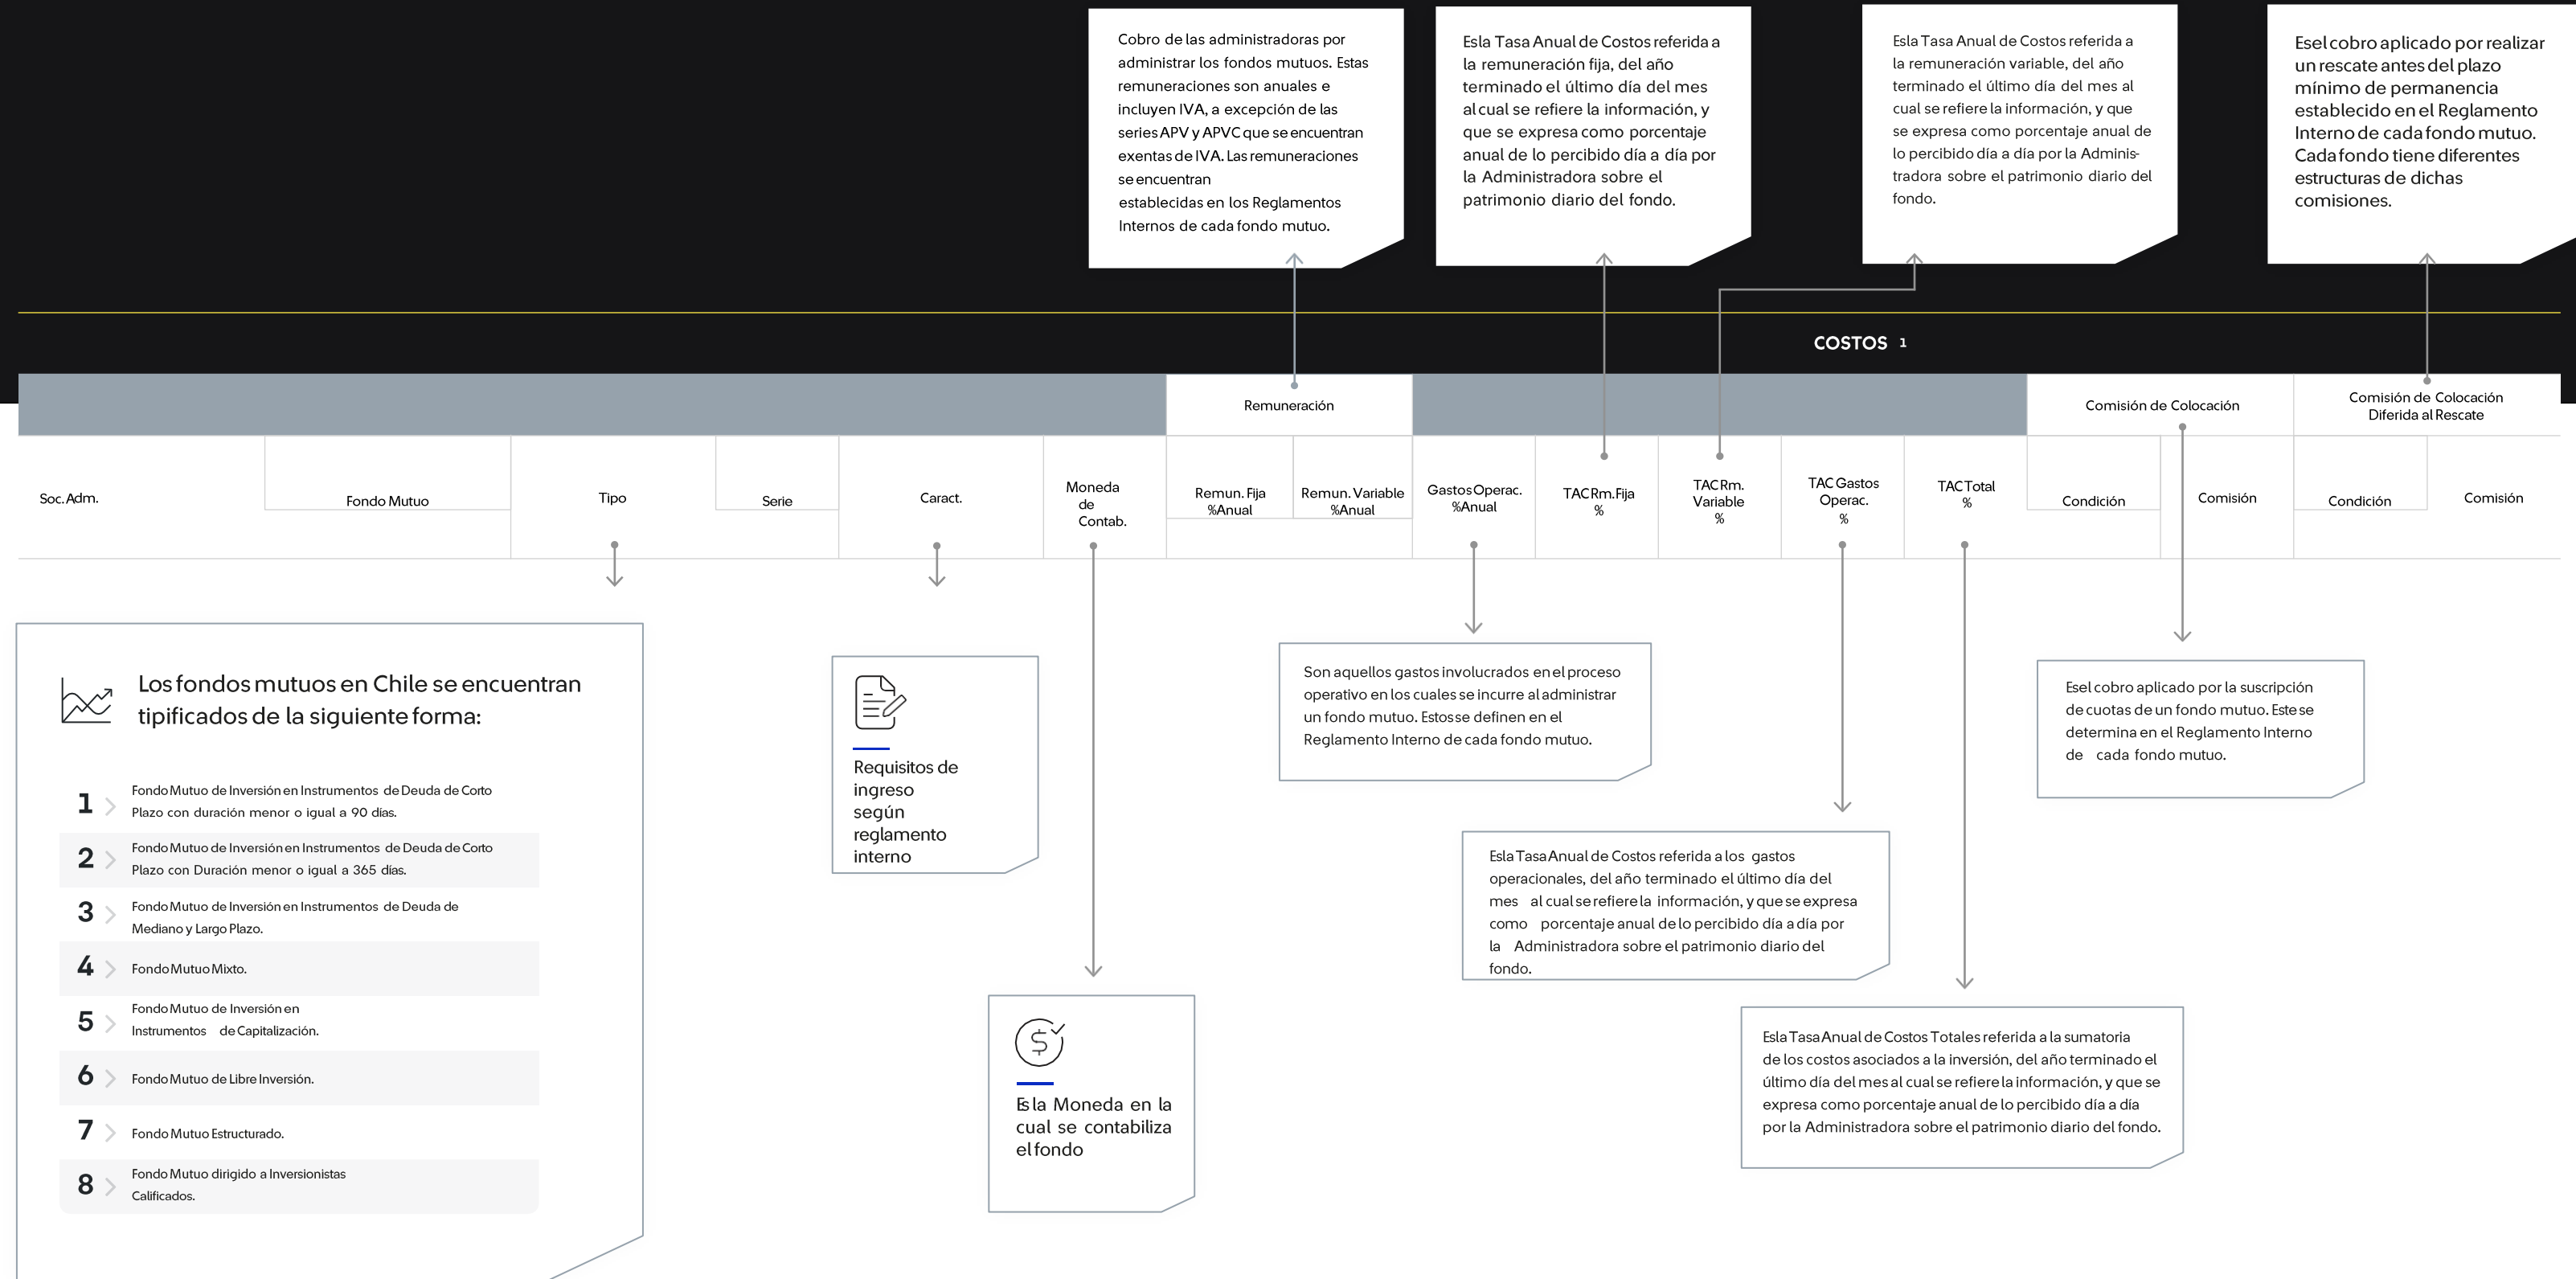 Cobro de las administradoras por
administrar los fondos mutuos. Estas
remuneraciones son anuales e
incluyen IVA, a excepción de las
series APV y APVC que se encuentran
exentas de IVA. Las remuneraciones
se encuentran
establecidas en los Reglamentos
Internos de cada fondo mutuo.
Es la Tasa Anual de Costos referida a
la remuneración fija, del año
terminado el último día del mes
al cual se refiere la información, y
que se expresa como porcentaje
anual de lo percibido día a día por
la Administradora sobre el
patrimonio diario del fondo.
Es la Tasa Anual de Costos referida a
la remuneración variable, del año
terminado el último día del mes al
cual se refiere la información, y que
se expresa como porcentaje anual de
lo percibido día a día por la Adminis-
tradora sobre el patrimonio diario del
fondo.
Es el cobro aplicado por realizar
un rescate antes del plazo
mínimo de permanencia
establecido en el Reglamento
Interno de cada fondo mutuo.
Cada fondo tiene diferentes
estructuras de dichas
comisiones.
COSTOS 1
Remuneración
Comisión de Colocación
Comisión de Colocación
Diferida al Rescate
Soc. Adm.
Fondo Mutuo
Tipo
Serie
Caract.
Moneda
de
Contab.
Remun. Fija
%Anual
Remun. Variable
%Anual
Gastos Operac.
%Anual
TAC Rm. Fija
%
TAC Rm.
Variable
%
TAC Gastos
Operac.
%
TAC Total
%
Condición
Comisión
Condición
Comisión
Los fondos mutuos en Chile se encuentran
tipificados de la siguiente forma:
1
Fondo Mutuo de Inversión en Instrumentos de Deuda de Corto
Plazo con duración menor o igual a 90 días.
2
Fondo Mutuo de Inversión en Instrumentos de Deuda de Corto
Plazo con Duración menor o igual a 365 días.
3
Fondo Mutuo de Inversión en Instrumentos de Deuda de
Mediano y Largo Plazo.
4
Fondo Mutuo Mixto.
5
Fondo Mutuo de Inversión en
Instrumentos de Capitalización.
6
Fondo Mutuo de Libre Inversión.
7
Fondo Mutuo Estructurado.
8
Fondo Mutuo dirigido a Inversionistas
Calificados.
Requisitos de
ingreso
según
reglamento
interno
Es la Moneda en la
cual se contabiliza
el fondo
Son aquellos gastos involucrados en el proceso
operativo en los cuales se incurre al administrar
un fondo mutuo. Estos se definen en el
Reglamento Interno de cada fondo mutuo.
Es la Tasa Anual de Costos referida a los gastos
operacionales, del año terminado el último día del
mes al cual se refiere la información, y que se expresa
como porcentaje anual de lo percibido día a día por
la Administradora sobre el patrimonio diario del
fondo.
Es la Tasa Anual de Costos Totales referida a la sumatoria
de los costos asociados a la inversión, del año terminado el
último día del mes al cual se refiere la información, y que se
expresa como porcentaje anual de lo percibido día a día
por la Administradora sobre el patrimonio diario del fondo.
Es el cobro aplicado por la suscripción
de cuotas de un fondo mutuo. Este se
determina en el Reglamento Interno
de cada fondo mutuo.